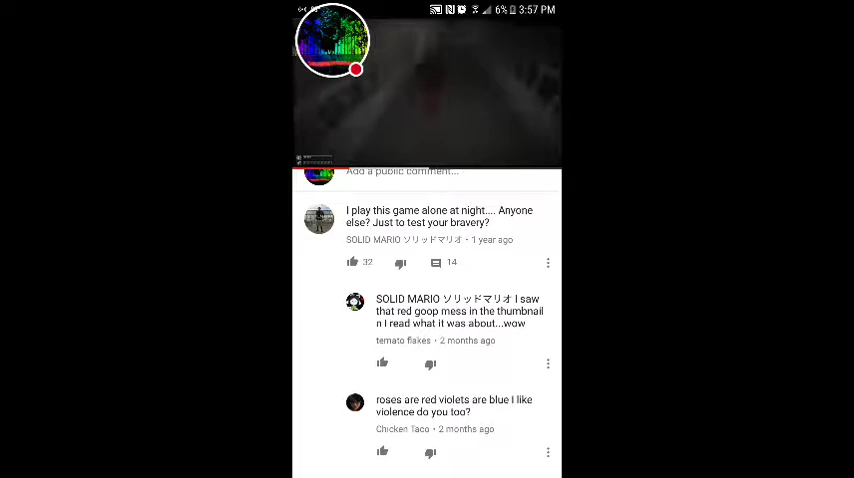 6% 3:57 PM
Add a public comment...
I play this game alone at night.... Anyone
else? Just to test your bravery?
SOLID MARIO ソリッドマリオ • 1 year ago
32 14
SOLID MARIO ソリッドマリオ I saw
that red goop mess in the thumbnail
n I read what it was about...wow
temato flakes • 2 months ago
roses are red violets are blue I like
violence do you too?
Chicken Taco • 2 months ago